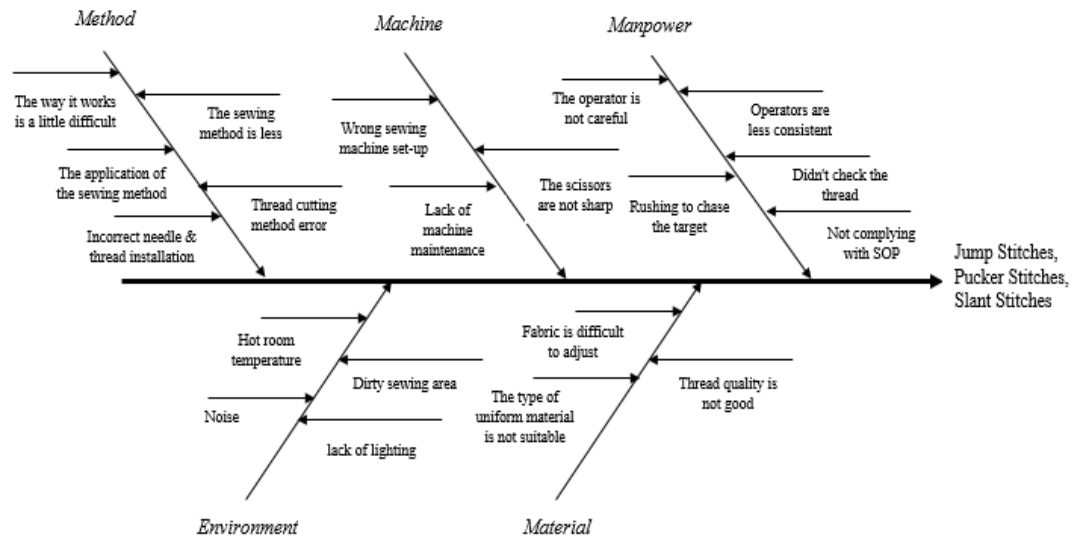 Method
Machine
Manpower
The way it works
is a little difficult
The sewing
method is less
The application of
the sewing method
Thread cutting
method error
Incorrect needle &
thread installation
Wrong sewing
machine set-up
The scissors
are not sharp
Lack of
machine
maintenance
The operator is
not careful
Operators are
less consistent
Didn't check the
thread
Rushing to chase
the target
Not complying
with SOP
Jump Stitches,
Pucker Stitches,
Slant Stitches
Hot room
temperature
Dirty sewing area
Noise
lack of lighting
Fabric is difficult
to adjust
Thread quality is
not good
The type of
uniform material
is not suitable
Environment
Material